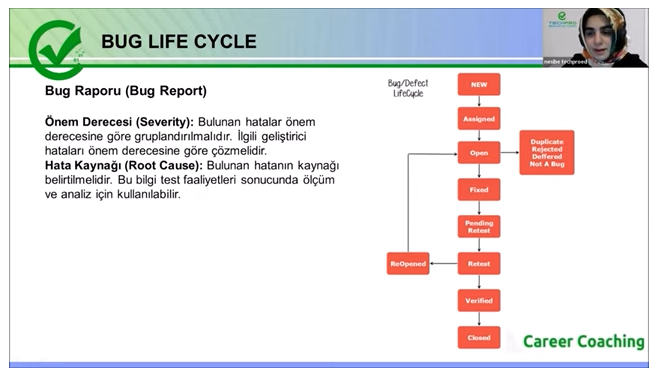 BUG LIFE CYCLE
TECHPRO
nesibe techproed
Bug Raporu (Bug Report)
Önem Derecesi (Severity): Bulunan hatalar önem
derecesine göre gruplandırılmalıdır. İlgili geliştirici
hataları önem derecesine göre çözmelidir.
Hata Kaynağı (Root Cause): Bulunan hatanın kaynağı
belirtilmelidir. Bu bilgi test faaliyetleri sonucunda ölçüm
ve analiz için kullanılabilir.
Bug/Defect
LifeCycle
NEW
Assigned
Open
Duplicate
Rejected
Deffered
Not A Bug
Fixed
Pending
Retest
ReOpened
Retest
Verified
Closed
Career Coaching